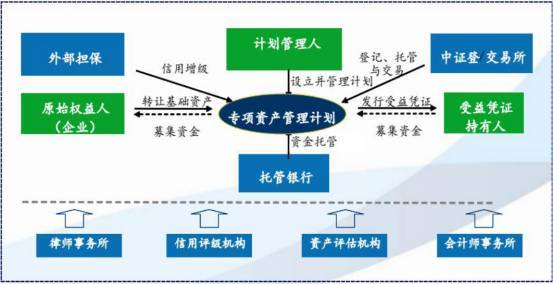 计划管理人
外部担保
中证登/交易所
信用增级
登记、托管
与交易
设立并管理计划
原始权益人
（企业）
转让基础资产
募集资金
专项资产管理计划
发行受益凭证
募集资金
受益凭证
持有人
资金托管
托管银行
律师事务所
信用评级机构
资产评估机构
会计师事务所